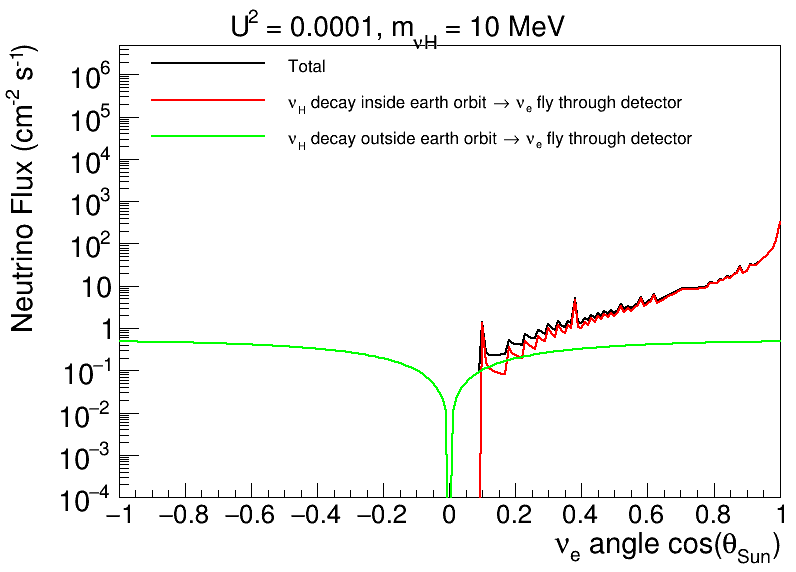 U² = 0.0001, m_νH = 10 MeV
Neutrino Flux (cm⁻² s⁻¹)
Total
ν_H decay inside earth orbit → ν_e fly through detector
ν_H decay outside earth orbit → ν_e fly through detector
10⁶
10⁵
10⁴
10³
10²
10
1
10⁻¹
10⁻²
10⁻³
10⁻⁴
−1 −0.8 −0.6 −0.4 −0.2 0 0.2 0.4 0.6 0.8 1
ν_e angle cos(θ_Sun)